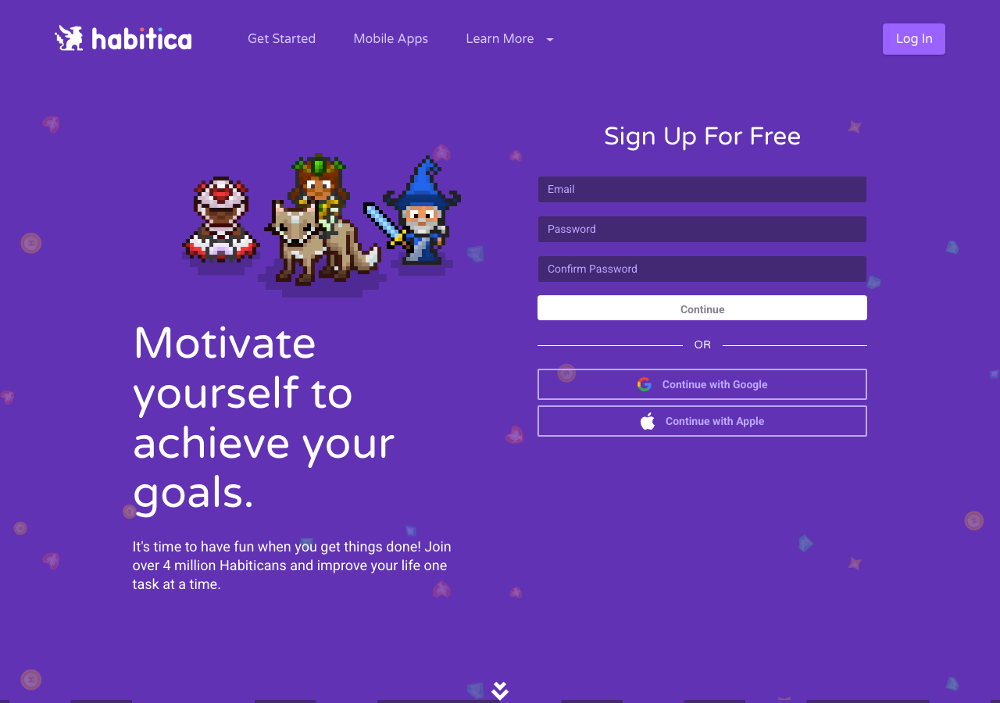 habitica
Get Started
Mobile Apps
Learn More
Log In
Motivate
yourself to
achieve your
goals.
It's time to have fun when you get things done! Join
over 4 million Habiticans and improve your life one
task at a time.
Sign Up For Free
Email
Password
Confirm Password
Continue
OR
Continue with Google
Continue with Apple